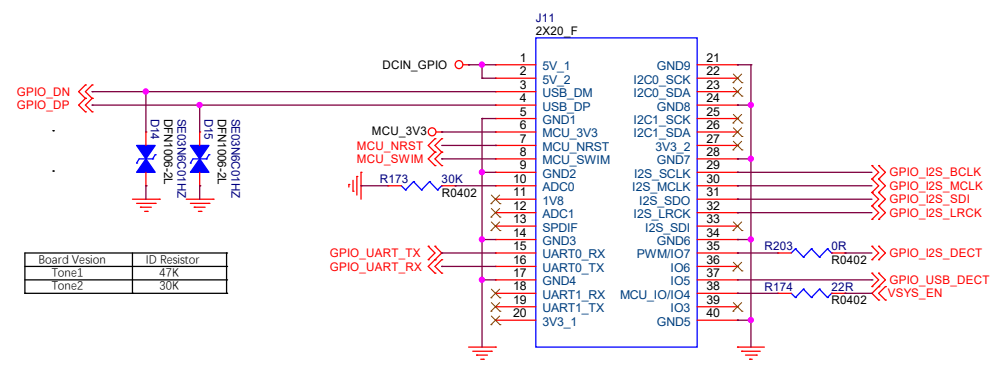 J11
2X20_F
DCIN_GPIO
1 5V_1
2 5V_2
3 USB_DM
4 USB_DP
5 GND1
6 MCU_3V3
7 MCU_NRST
8 MCU_SWIM
9 GND2
10 ADC0
11 1V8
12 ADC1
13 SPDIF
14 GND3
15 UART0_RX
16 UART0_TX
17 GND4
18 UART1_RX
19 UART1_TX
20 3V3_1
GND9 21
I2C0_SCK 22
I2C0_SDA 23
GND8 24
I2C1_SCK 25
I2C1_SDA 26
3V3_2 27
GND7 28
I2S_SCLK 29
I2S_MCLK 30
I2S_SDO 31
I2S_LRCK 32
I2S_SDI 33
GND6 34
PWM/IO7 35
IO6 36
IO5 37
MCU_IO/IO4 38
IO3 39
GND5 40
GPIO_DN
GPIO_DP
D14
DFN1006-2L
SE03N6C01HZ
D15
DFN1006-2L
SE03N6C01HZ
MCU_3V3
MCU_NRST
MCU_SWIM
R173 30K
R0402
GPIO_UART_TX
GPIO_UART_RX
GPIO_I2S_BCLK
GPIO_I2S_MCLK
GPIO_I2S_SDI
GPIO_I2S_LRCK
R203 0R
R0402
GPIO_I2S_DECT
GPIO_USB_DECT
R174 22R
R0402
VSYS_EN
Board Vesion ID Resistor
Tone1 47K
Tone2 30K